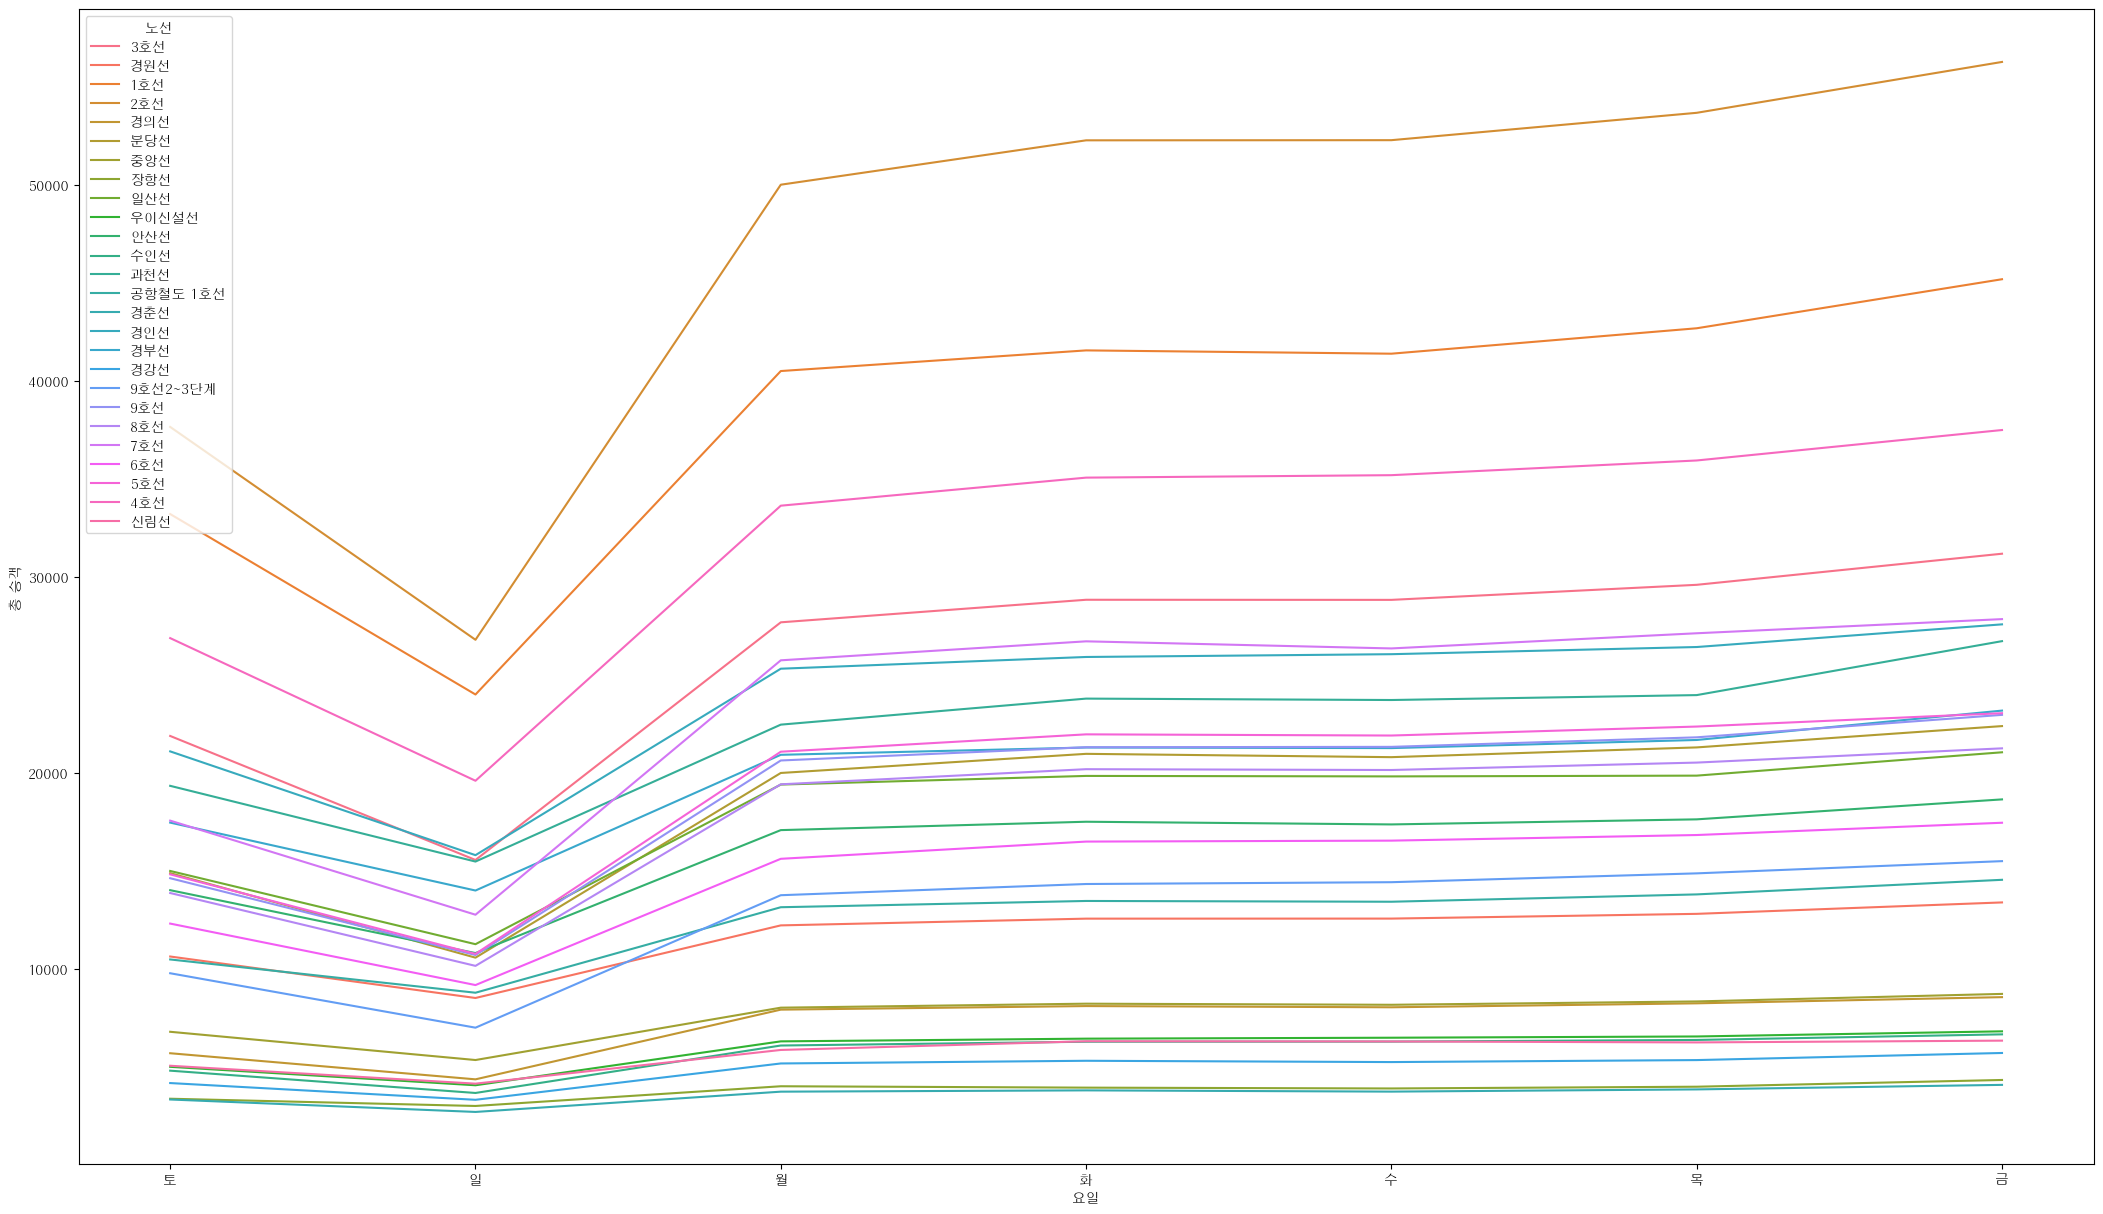 노선
3호선
경원선
1호선
2호선
경의선
분당선
중앙선
장항선
일산선
우이신설선
안산선
수인선
과천선
공항철도 1호선
경춘선
경인선
경부선
경강선
9호선2~3단계
9호선
8호선
7호선
6호선
5호선
4호선
신림선
총 승객
50000
40000
30000
20000
10000
토 일 월 화 수 목 금
요일